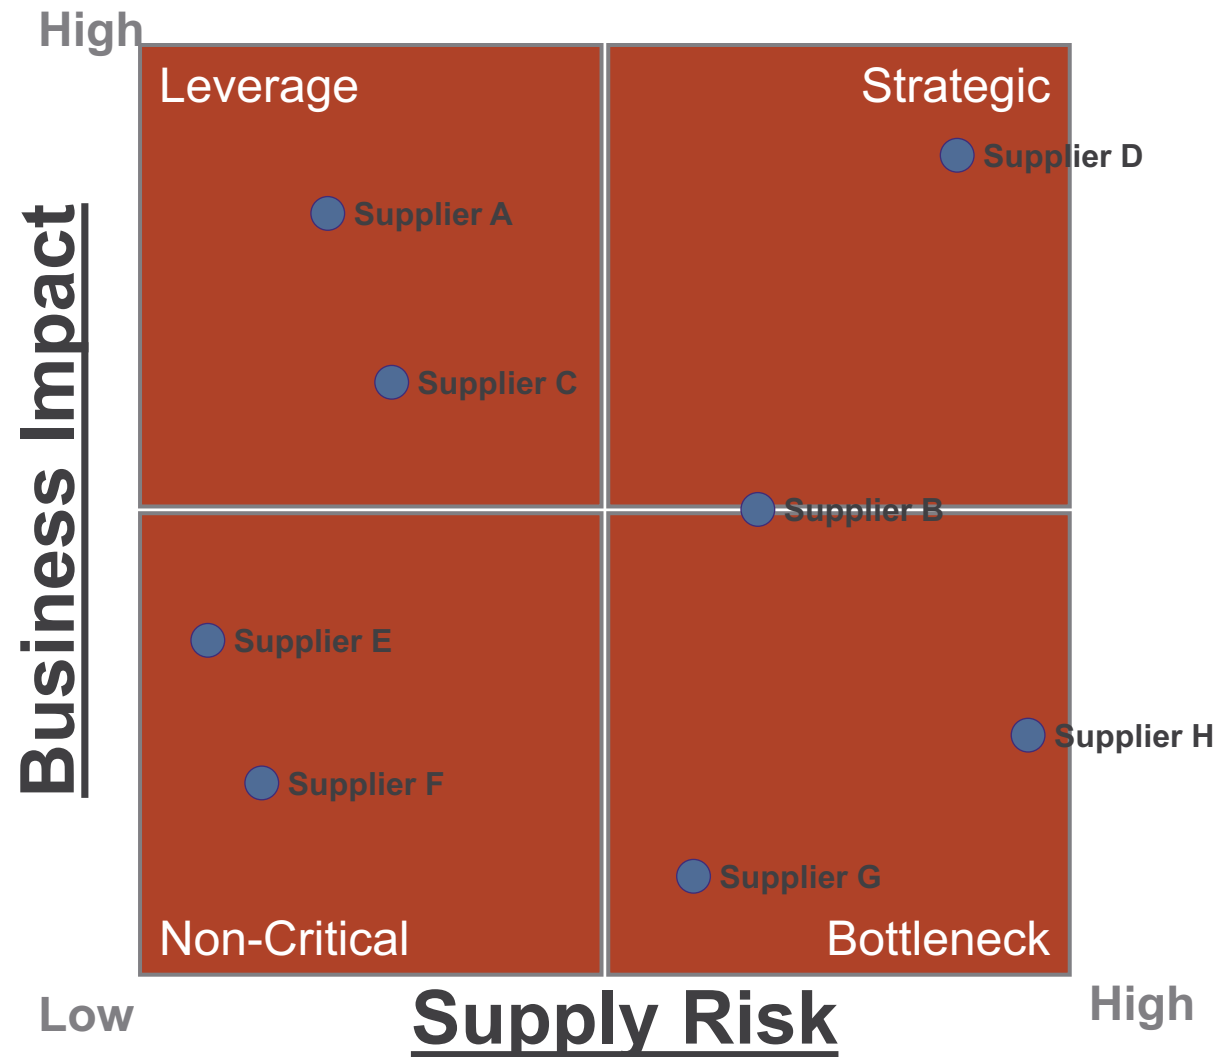 High
Leverage
Strategic
Supplier D
Supplier A
Supplier C
Business Impact
Supplier B
Supplier E
Supplier H
Supplier F
Supplier G
Non-Critical
Bottleneck
Low
Supply Risk
High